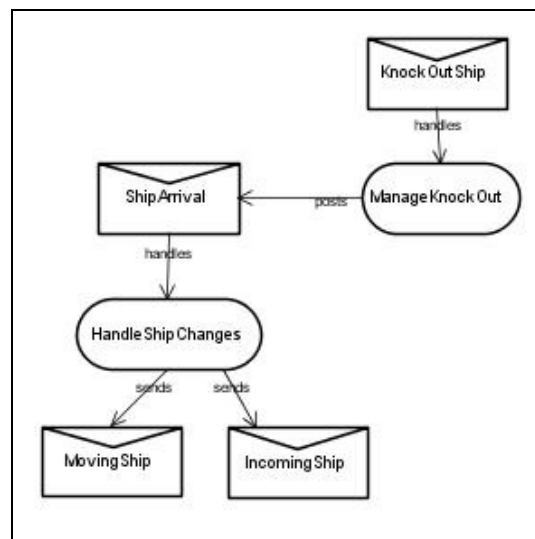 Knock Out Ship
handles
Ship Arrival
posts
Manage Knock Out
handles
Handle Ship Changes
sends
sends
Moving Ship
Incoming Ship